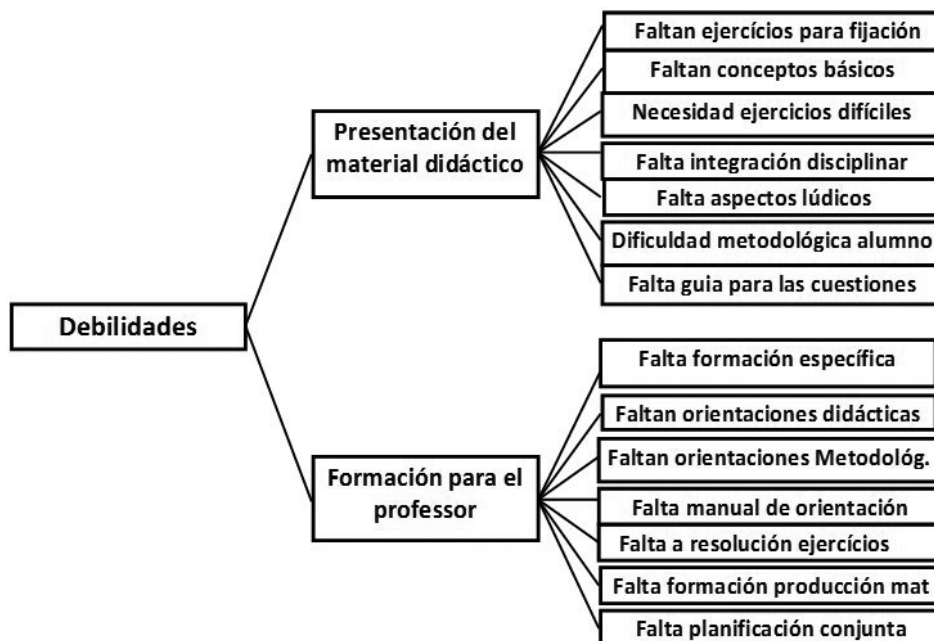 Faltan ejercícios para fijación
Faltan conceptos básicos
Necesidad ejercicios difíciles
Presentación del
material didáctico
Falta integración disciplinar
Falta aspectos lúdicos
Dificuldad metodológica alumno
Falta guia para las cuestiones
Debilidades
Falta formación específica
Faltan orientaciones didácticas
Faltan orientaciones Metodológ.
Formación para el
professor
Falta manual de orientación
Falta a resolución ejercícios
Falta formación producción mat
Falta planificación conjunta